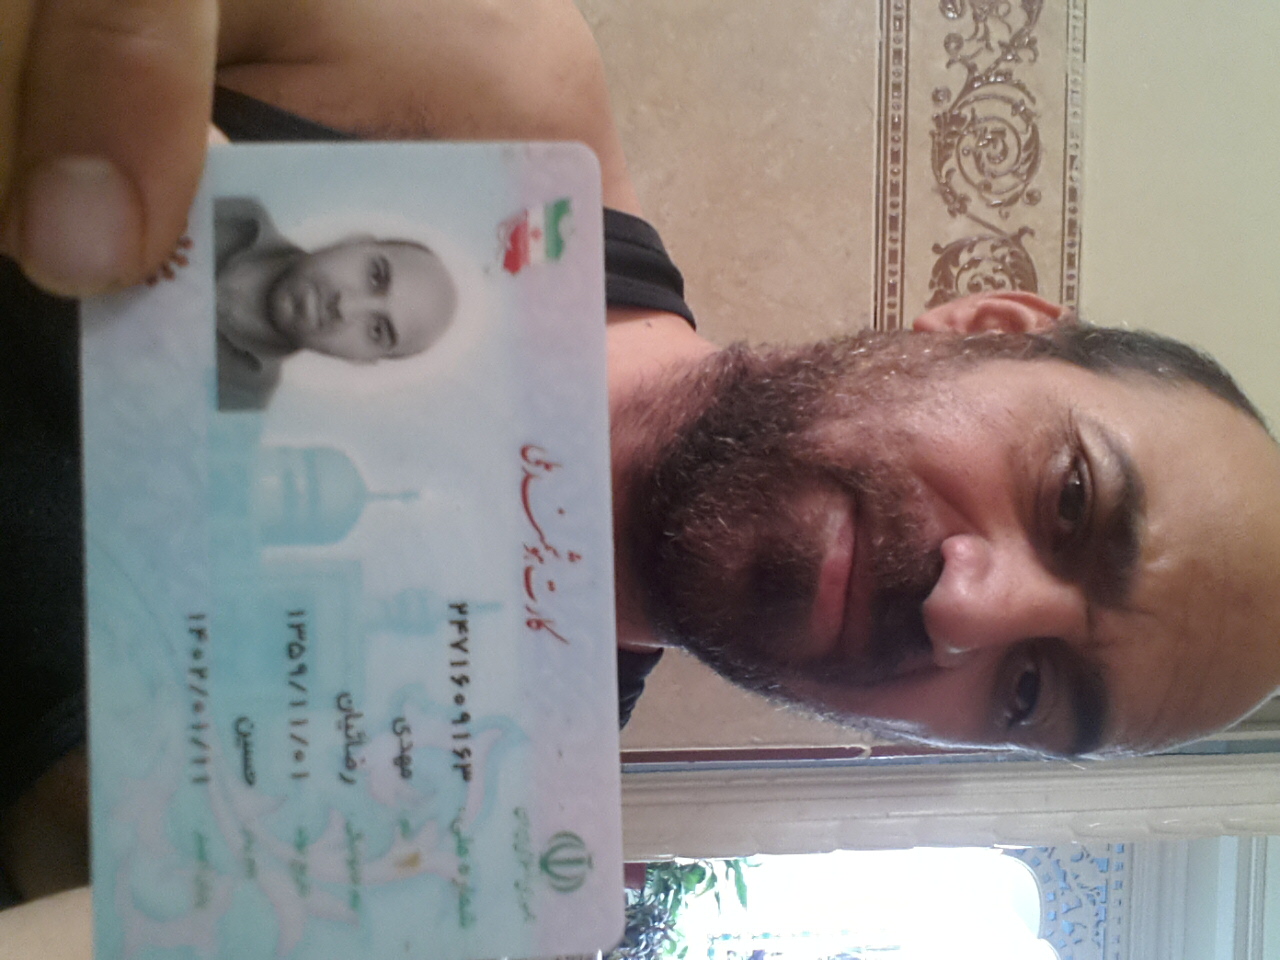 کارت هوشمند ملی
جمهوری اسلامی ایران
شماره ملی: ۲۴۷۱۶۰۹۱۶۳
نام: مهدی
نام خانوادگی: رضائیان
تاریخ تولد: ۱۳۵۹/۱۱/۰۱
نام پدر: حسین
پایان اعتبار: ۱۴۰۲/۰۱/۱۱